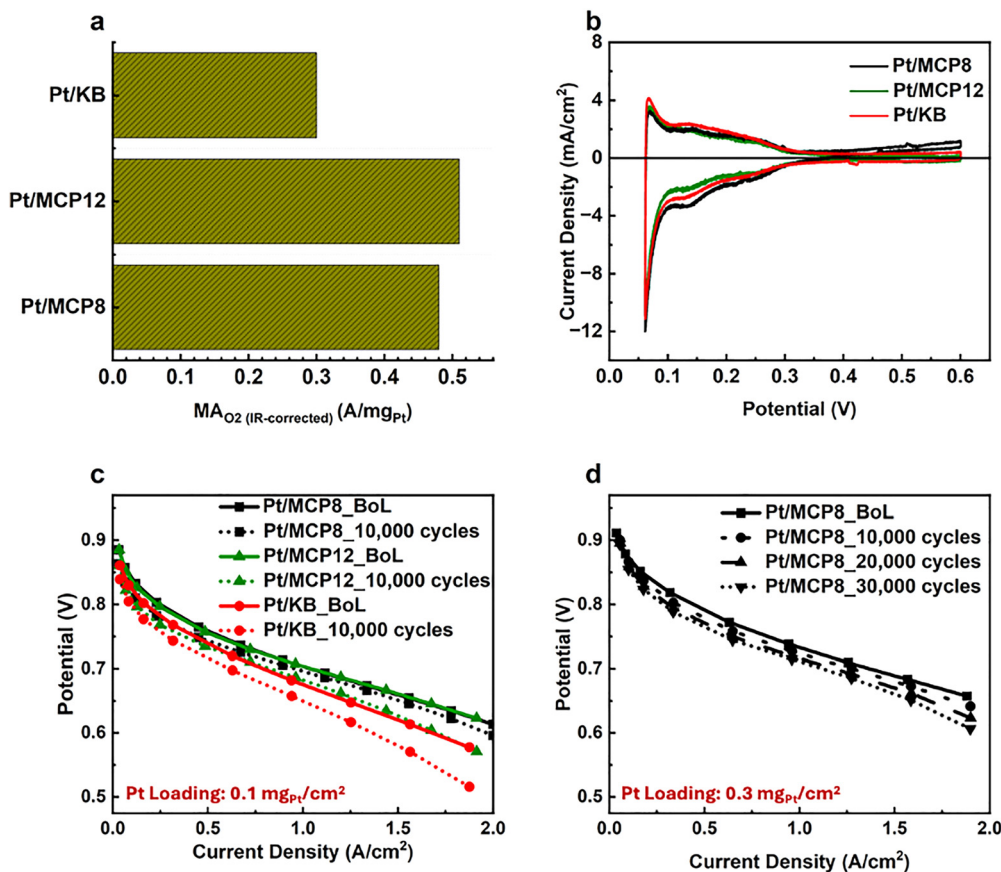 a
Pt/KB
Pt/MCP12
Pt/MCP8
0.0 0.1 0.2 0.3 0.4 0.5
MA_O2 (IR-corrected) (A/mg_Pt)
b
Pt/MCP8
Pt/MCP12
Pt/KB
8
4
0
−4
−8
−12
Current Density (mA/cm²)
0.0 0.1 0.2 0.3 0.4 0.5 0.6
Potential (V)
c
Pt/MCP8_BoL
Pt/MCP8_10,000 cycles
Pt/MCP12_BoL
Pt/MCP12_10,000 cycles
Pt/KB_BoL
Pt/KB_10,000 cycles
0.9
0.8
0.7
0.6
0.5
Potential (V)
Pt Loading: 0.1 mg_Pt/cm²
0.0 0.5 1.0 1.5 2.0
Current Density (A/cm²)
d
Pt/MCP8_BoL
Pt/MCP8_10,000 cycles
Pt/MCP8_20,000 cycles
Pt/MCP8_30,000 cycles
0.9
0.8
0.7
0.6
0.5
Potential (V)
Pt Loading: 0.3 mg_Pt/cm²
0.0 0.5 1.0 1.5 2.0
Current Density (A/cm²)